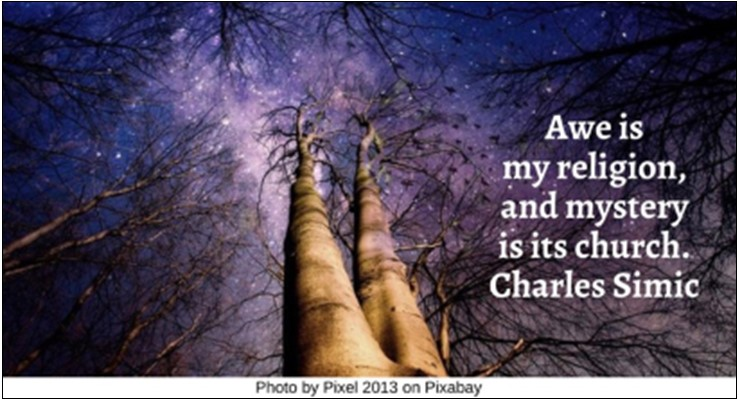 Awe is
my religion,
and mystery
is its church.
Charles Simic
Photo by Pixel 2013 on Pixabay